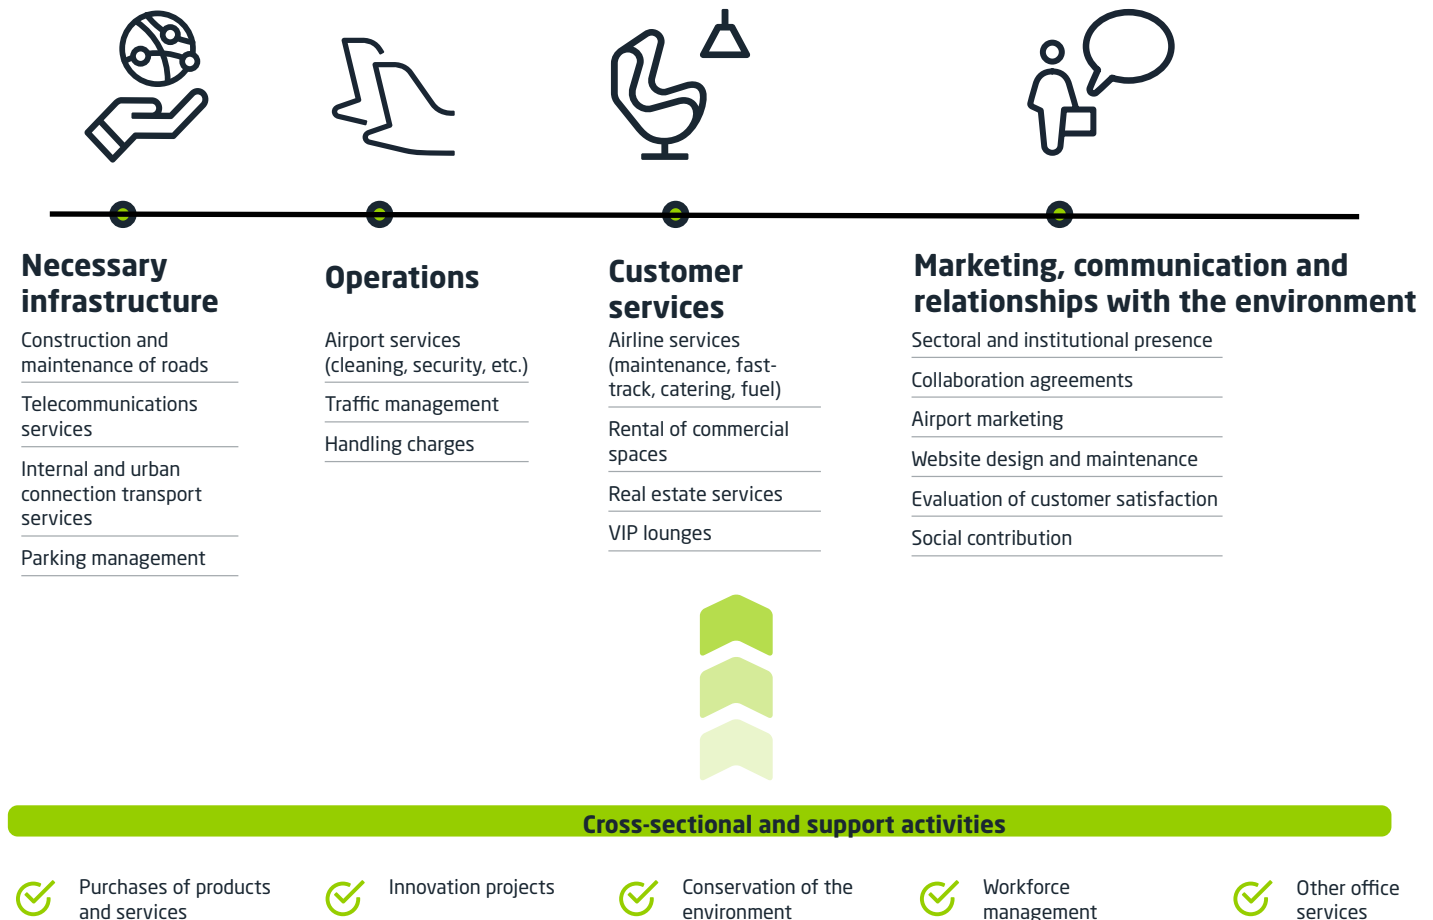 Necessary
infrastructure
Construction and
maintenance of roads
Telecommunications
services
Internal and urban
connection transport
services
Parking management
Operations
Airport services
(cleaning, security, etc.)
Traffic management
Handling charges
Customer
services
Airline services
(maintenance, fast-
track, catering, fuel)
Rental of commercial
spaces
Real estate services
VIP lounges
Marketing, communication and
relationships with the environment
Sectoral and institutional presence
Collaboration agreements
Airport marketing
Website design and maintenance
Evaluation of customer satisfaction
Social contribution
Cross-sectional and support activities
Purchases of products
and services
Innovation projects
Conservation of the
environment
Workforce
management
Other office
services